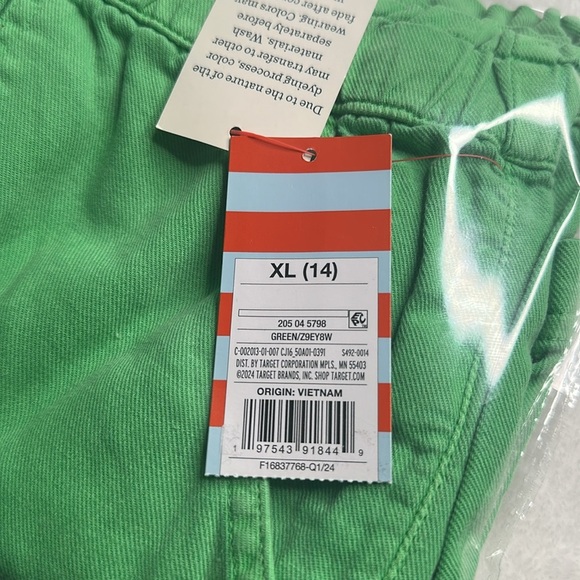 Due to the nature of the
dyeing process, color
may transfer to other
materials. Wash
separately before
wearing. Colors may
fade after
XL (14)
205 04 5798
GREEN/Z9EY8W
C-002013-01-007 CJ16_50A01-0391 S492-0014
DIST. BY TARGET CORPORATION MPLS., MN 55403
©2024 TARGET BRANDS, INC. SHOP TARGET.COM
ORIGIN: VIETNAM
1 97543 91844 9
F16837768-Q1/24